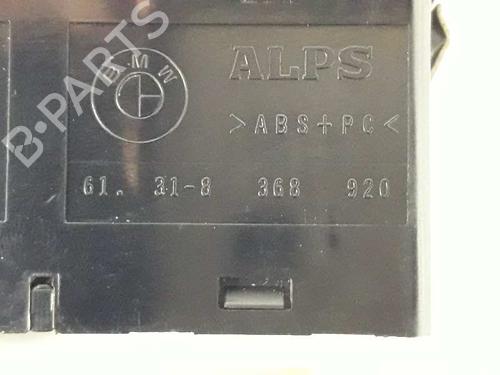 BMW
ALPS
>ABS+PC<
61. 31-8 368 920
B-PARTS